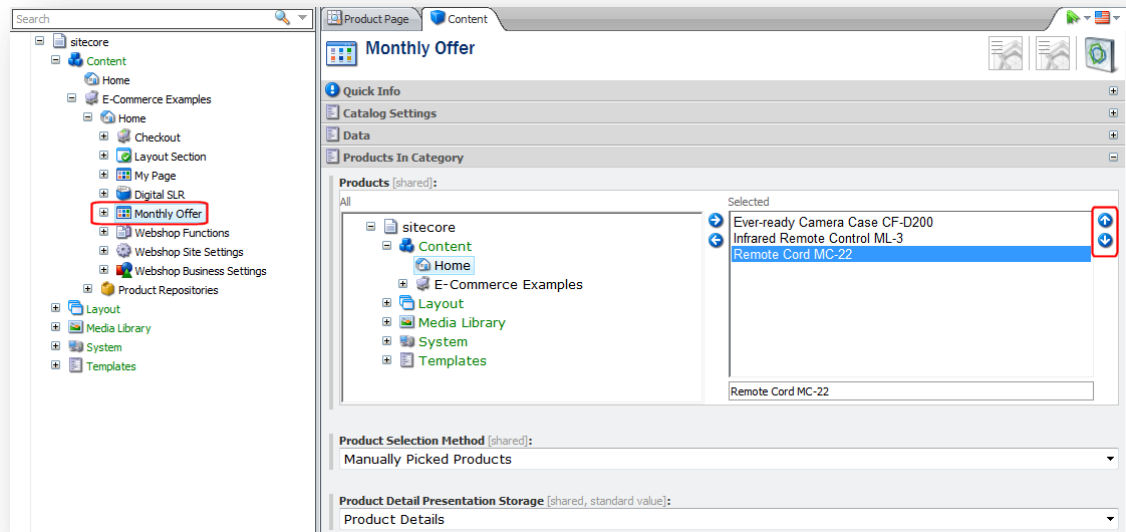 Search
sitecore
Content
Home
E-Commerce Examples
Home
Checkout
Layout Section
My Page
Digital SLR
Monthly Offer
Webshop Functions
Webshop Site Settings
Webshop Business Settings
Product Repositories
Layout
Media Library
System
Templates
Product Page
Content
Monthly Offer
Quick Info
Catalog Settings
Data
Products In Category
Products [shared]:
All
sitecore
Content
Home
E-Commerce Examples
Layout
Media Library
System
Templates
Selected
Ever-ready Camera Case CF-D200
Infrared Remote Control ML-3
Remote Cord MC-22
Remote Cord MC-22
Product Selection Method [shared]:
Manually Picked Products
Product Detail Presentation Storage [shared, standard value]:
Product Details